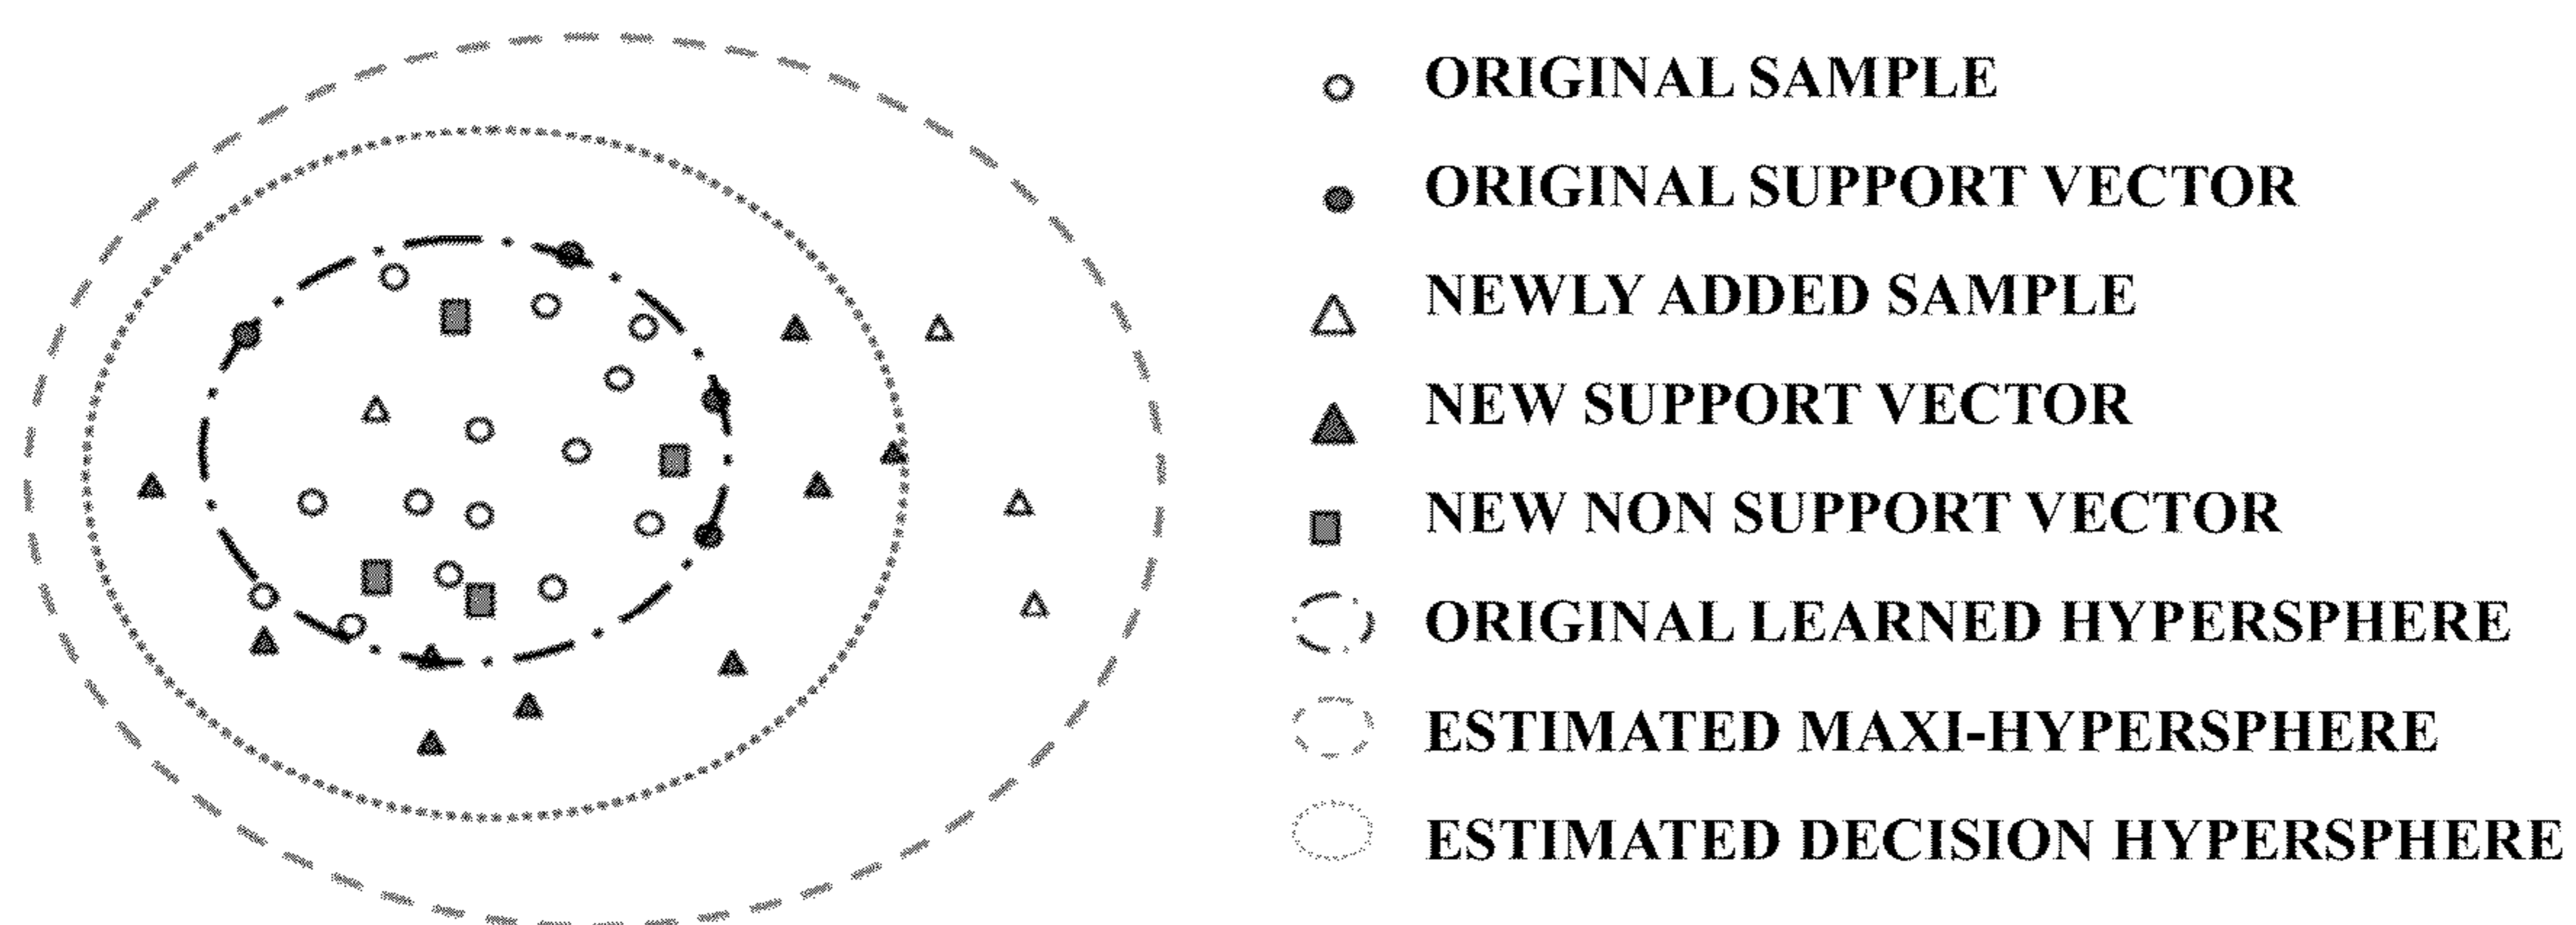 ORIGINAL SAMPLE
ORIGINAL SUPPORT VECTOR
NEWLY ADDED SAMPLE
NEW SUPPORT VECTOR
NEW NON SUPPORT VECTOR
ORIGINAL LEARNED HYPERSPHERE
ESTIMATED MAXI-HYPERSPHERE
ESTIMATED DECISION HYPERSPHERE